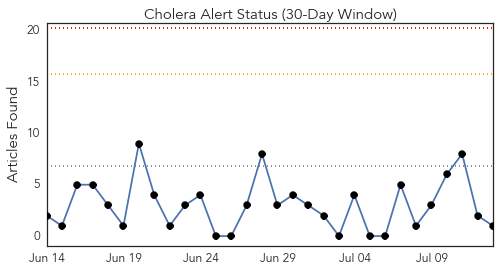 Cholera Alert Status (30-Day Window)
Articles Found
20
15
10
5
0
Jun 14 Jun 19 Jun 24 Jun 29 Jul 04 Jul 09